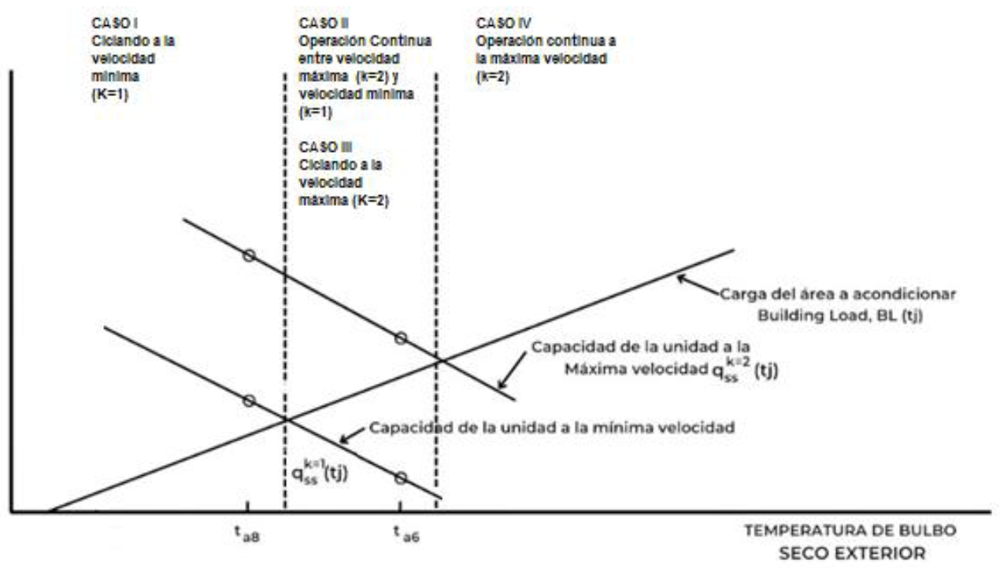 CASO I
Ciclando a la
velocidad
minima
(K=1)
CASO II
Operación Continua
entre velocidad
máxima (k=2) y
velocidad minima
(k=1)
CASO III
Ciclando a la
velocidad
máxima (K=2)
CASO IV
Operación continua a
la máxima velocidad
(k=2)
Carga del área a acondicionar
Building Load, BL (tj)
Capacidad de la unidad a la
Máxima velocidad q_ss^k=2 (tj)
Capacidad de la unidad a la mínima velocidad
q_ss^k=1 (tj)
t_a8
t_a6
TEMPERATURA DE BULBO
SECO EXTERIOR